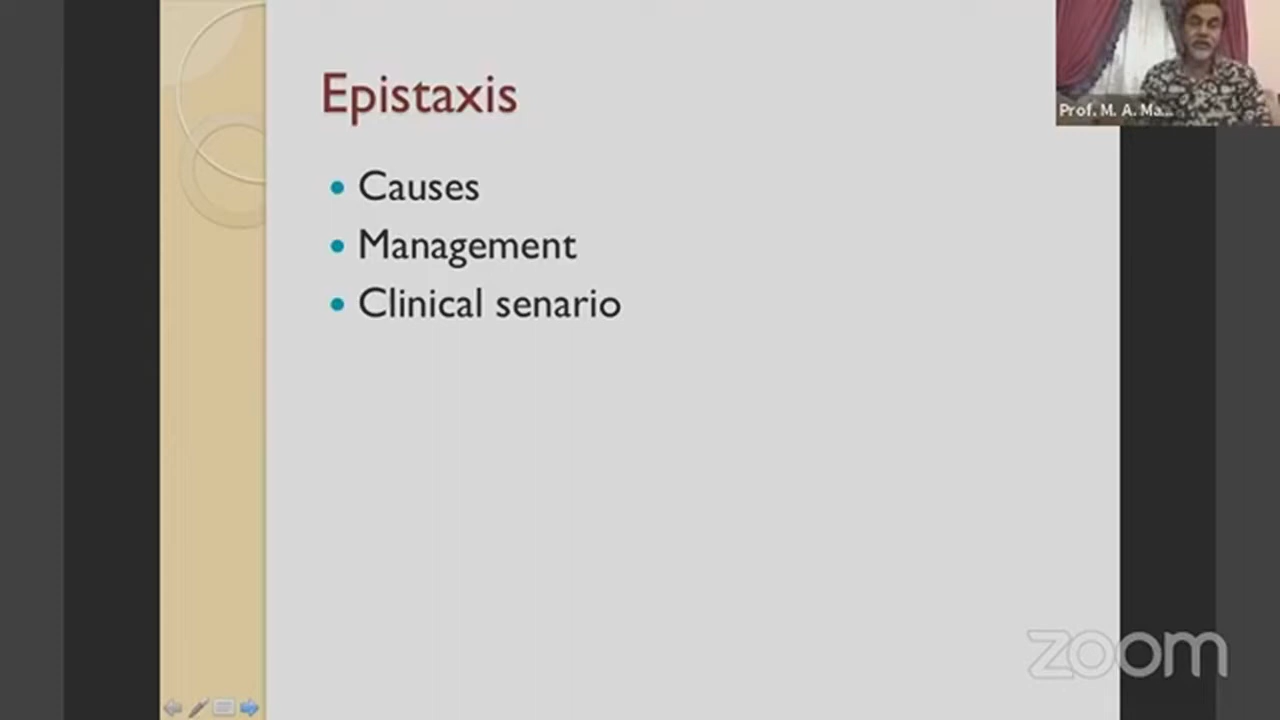 Epistaxis
Prof. M. A. Ma...
• Causes
• Management
• Clinical senario
zoom